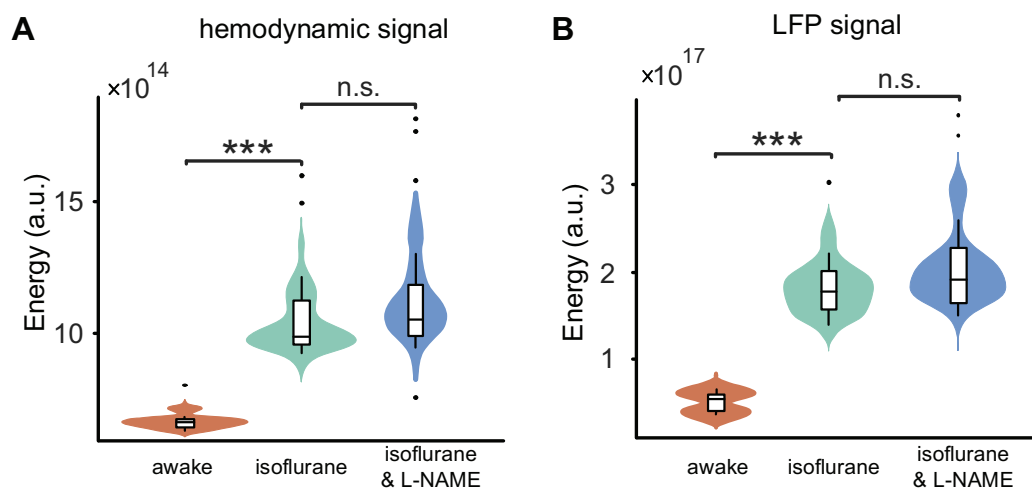 A
hemodynamic signal
×10^14
n.s.
***
15
10
Energy (a.u.)
awake
isoflurane
isoflurane
& L-NAME
B
LFP signal
×10^17
n.s.
***
3
2
1
Energy (a.u.)
awake
isoflurane
isoflurane
& L-NAME